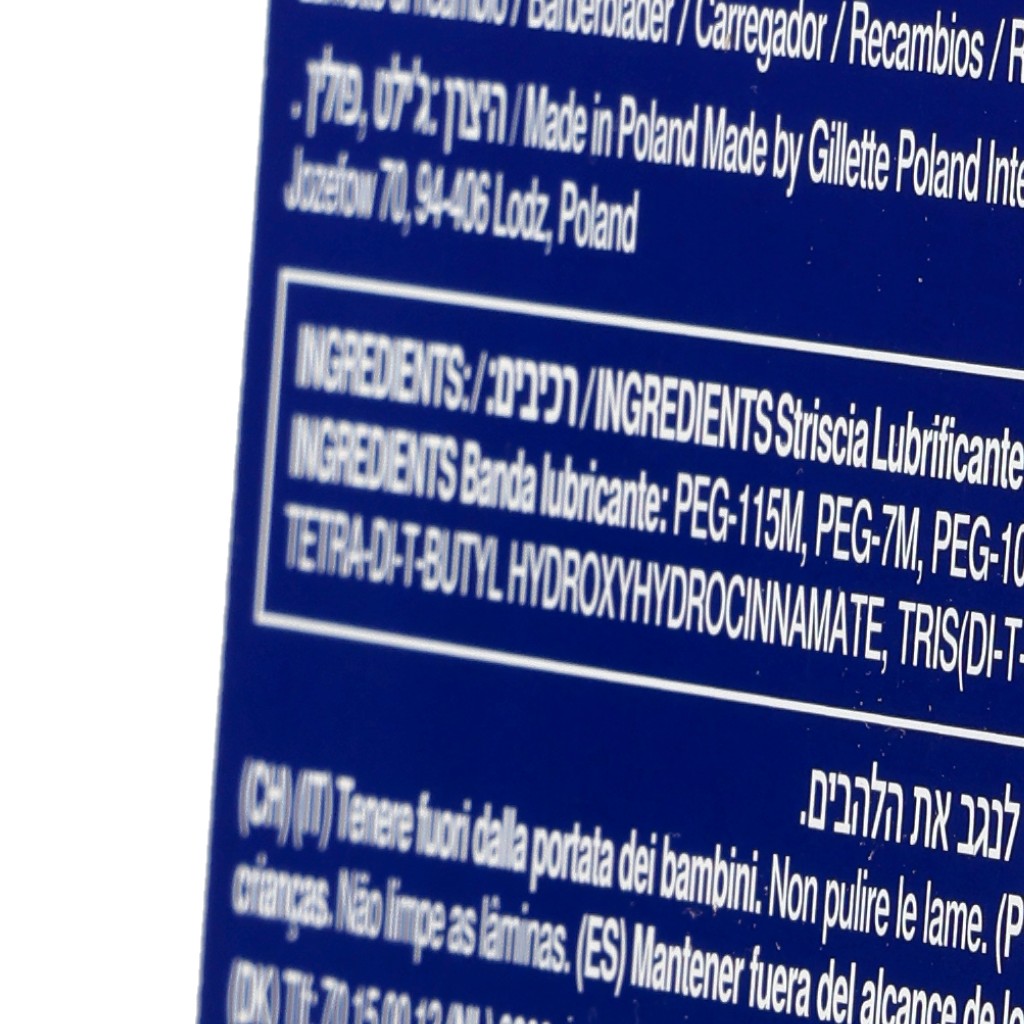 / Barberblader / Carregador / Recambios /
היצרן: ג'ילט, פולין. / Made in Poland Made by Gillette Poland
Jozefow 70, 94-406 Lodz, Poland
INGREDIENTS: / רכיבים: / INGREDIENTS Striscia Lubrificante
INGREDIENTS Banda lubricante: PEG-115M, PEG-7M,
TETRA-DI-T-BUTYL HYDROXYHYDROCINNAMATE, TRIS(DI-T-
לנגב את הלהבים.
(CH) (IT) Tenere fuori dalla portata dei bambini. Non pulire le lame.
crianças. Não limpe as lâminas. (ES) Mantener fuera del alcance de
(DK)